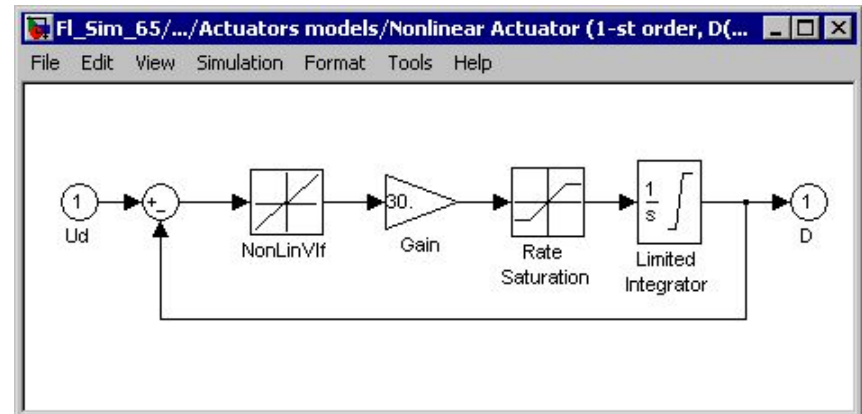 Fl_Sim_65/.../Actuators models/Nonlinear Actuator (1-st order, D(...
File Edit View Simulation Format Tools Help
1
Ud
+
-
NonLinVlf
30.
Gain
Rate
Saturation
1
s
Limited
Integrator
1
D